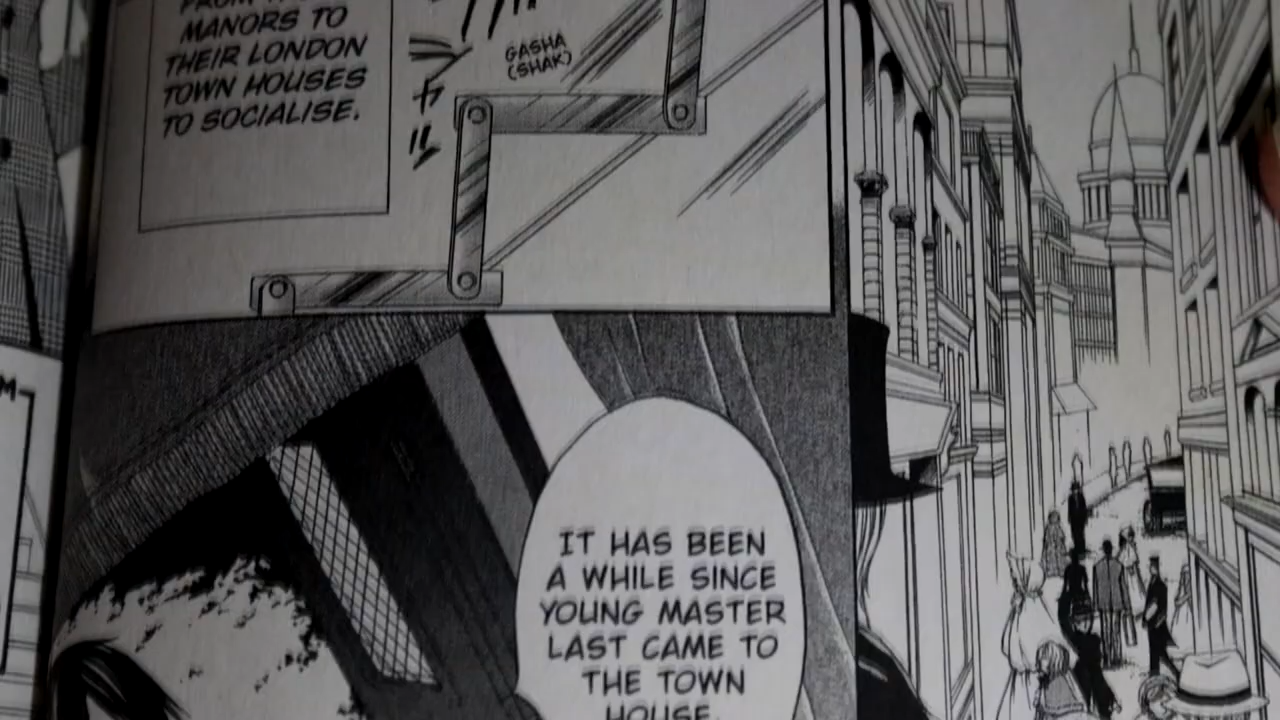 MANORS TO
THEIR LONDON
TOWN HOUSES
TO SOCIALISE.
GASHA
(SHAK)
IT HAS BEEN
A WHILE SINCE
YOUNG MASTER
LAST CAME TO
THE TOWN
HOUSE.